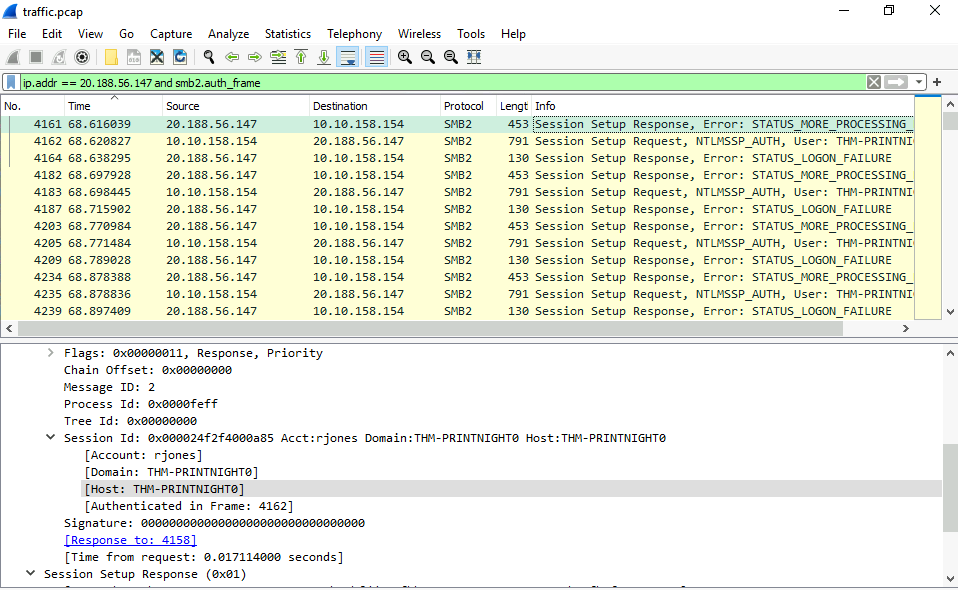 traffic.pcap
File Edit View Go Capture Analyze Statistics Telephony Wireless Tools Help
ip.addr == 20.188.56.147 and smb2.auth_frame
No. Time Source Destination Protocol Lengt Info
4161 68.616039 20.188.56.147 10.10.158.154 SMB2 453 Session Setup Response, Error: STATUS_MORE_PROCESSING_
4162 68.620827 10.10.158.154 20.188.56.147 SMB2 791 Session Setup Request, NTLMSSP_AUTH, User: THM-PRINTNI
4164 68.638295 20.188.56.147 10.10.158.154 SMB2 130 Session Setup Response, Error: STATUS_LOGON_FAILURE
4182 68.697928 20.188.56.147 10.10.158.154 SMB2 453 Session Setup Response, Error: STATUS_MORE_PROCESSING_
4183 68.698445 10.10.158.154 20.188.56.147 SMB2 791 Session Setup Request, NTLMSSP_AUTH, User: THM-PRINTNI
4187 68.715902 20.188.56.147 10.10.158.154 SMB2 130 Session Setup Response, Error: STATUS_LOGON_FAILURE
4203 68.770984 20.188.56.147 10.10.158.154 SMB2 453 Session Setup Response, Error: STATUS_MORE_PROCESSING_
4205 68.771484 10.10.158.154 20.188.56.147 SMB2 791 Session Setup Request, NTLMSSP_AUTH, User: THM-PRINTNI
4209 68.789028 20.188.56.147 10.10.158.154 SMB2 130 Session Setup Response, Error: STATUS_LOGON_FAILURE
4234 68.878388 20.188.56.147 10.10.158.154 SMB2 453 Session Setup Response, Error: STATUS_MORE_PROCESSING_
4235 68.878836 10.10.158.154 20.188.56.147 SMB2 791 Session Setup Request, NTLMSSP_AUTH, User: THM-PRINTNI
4239 68.897409 20.188.56.147 10.10.158.154 SMB2 130 Session Setup Response, Error: STATUS_LOGON_FAILURE
Flags: 0x00000011, Response, Priority
Chain Offset: 0x00000000
Message ID: 2
Process Id: 0x0000feff
Tree Id: 0x00000000
Session Id: 0x000024f2f4000a85 Acct:rjones Domain:THM-PRINTNIGHT0 Host:THM-PRINTNIGHT0
[Account: rjones]
[Domain: THM-PRINTNIGHT0]
[Host: THM-PRINTNIGHT0]
[Authenticated in Frame: 4162]
Signature: 00000000000000000000000000000000
[Response to: 4158]
[Time from request: 0.017114000 seconds]
Session Setup Response (0x01)